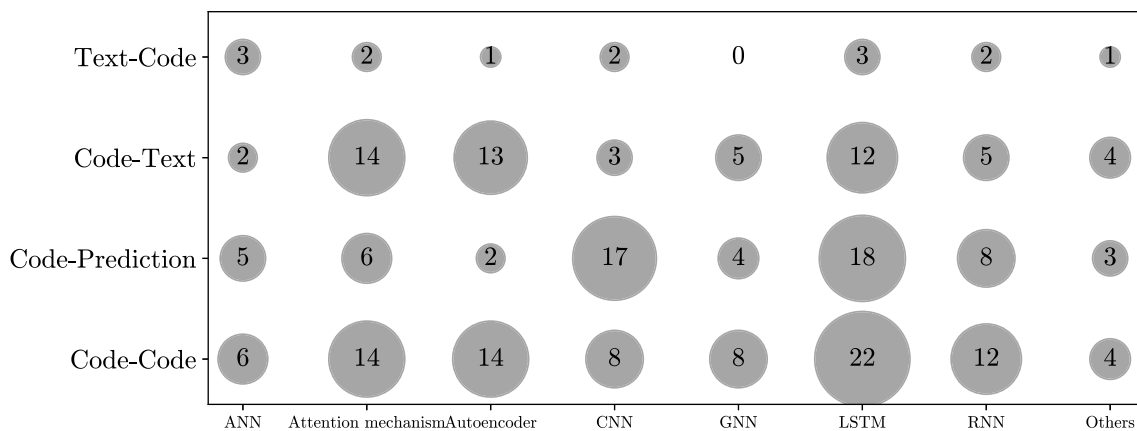 Text-Code 3 2 1 2 0 3 2 1
Code-Text 2 14 13 3 5 12 5 4
Code-Prediction 5 6 2 17 4 18 8 3
Code-Code 6 14 14 8 8 22 12 4
ANN Attention mechanism Autoencoder CNN GNN LSTM RNN Others